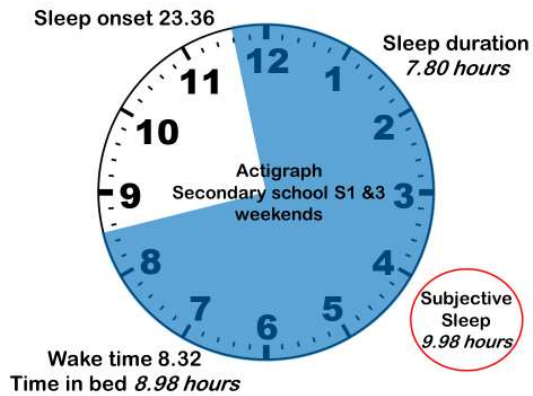 Sleep onset 23.36
Sleep duration
7.80 hours
12
1
2
3
4
5
6
7
8
9
10
11
Actigraph
Secondary school S1 &3
weekends
Subjective
Sleep
9.98 hours
Wake time 8.32
Time in bed 8.98 hours